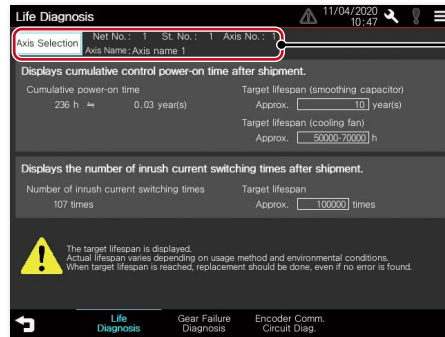 Life Diagnosis
11/04/2020
10:47
Axis Selection
Net No.: 1 St. No.: 1 Axis No.: 1
Axis Name : Axis name 1
Displays cumulative control power-on time after shipment.
Cumulative power-on time
Target lifespan (smoothing capacitor)
236 h ≒ 0.03 year(s)
Approx. 10 year(s)
Target lifespan (cooling fan)
Approx. 50000-70000 h
Displays the number of inrush current switching times after shipment.
Number of inrush current switching times
Target lifespan
107 times
Approx. 100000 times
The target lifespan is displayed.
Actual lifespan varies depending on usage method and environmental conditions.
When target lifespan is reached, replacement should be done, even if no error is found.
Life
Diagnosis
Gear Failure
Diagnosis
Encoder Comm.
Circuit Diag.